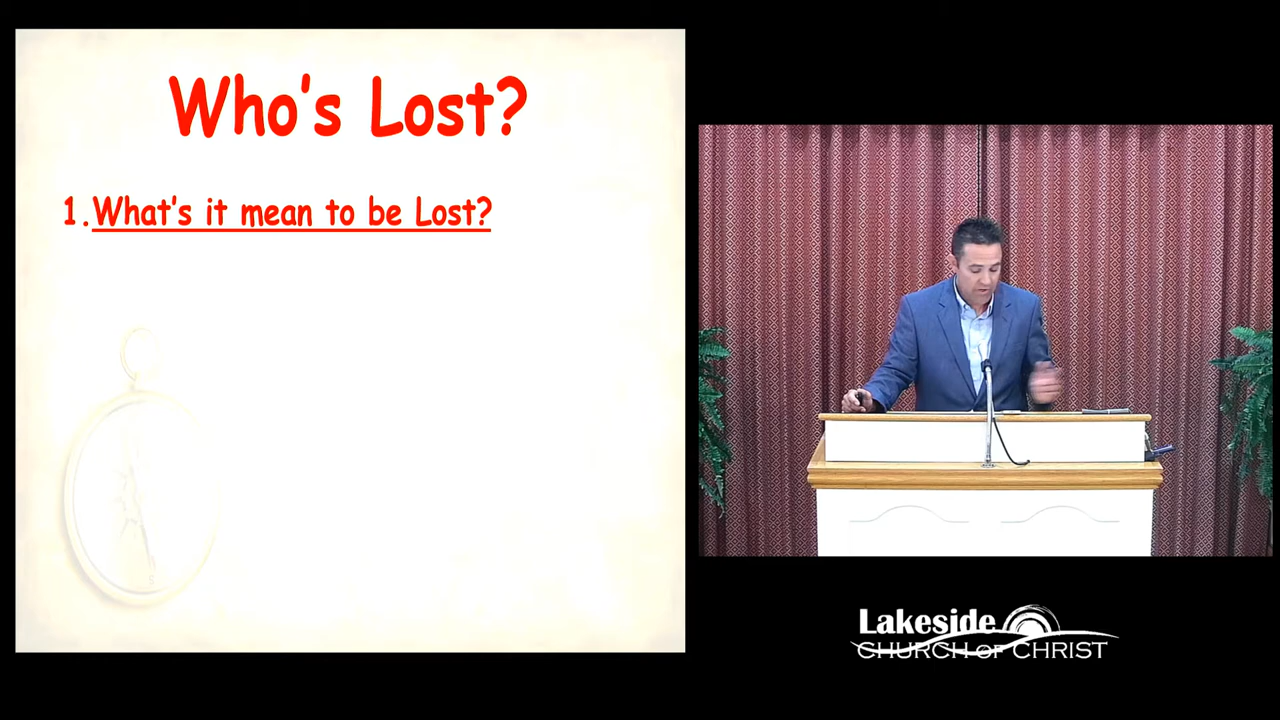 Who's Lost?
1.What's it mean to be Lost?
Lakeside
CHURCH OF CHRIST